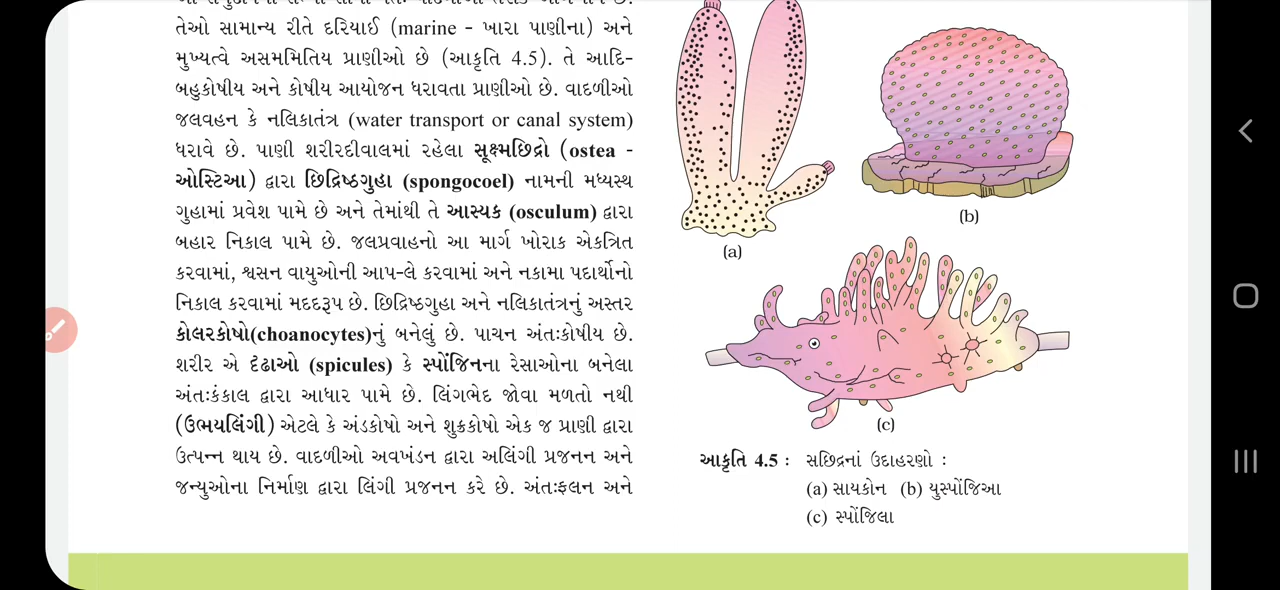 તેઓ સામાન્ય રીતે દરિયાઈ (marine - ખારા પાણીના) અને
મુખ્યત્વે અસમમિતિય પ્રાણીઓ છે (આકૃતિ 4.5). તે આદિ-
બહુકોષીય અને કોષીય આયોજન ધરાવતા પ્રાણીઓ છે. વાદળીઓ
જલવહન કે નલિકાતંત્ર (water transport or canal system)
ધરાવે છે. પાણી શરીરદીવાલમાં રહેલા સૂક્ષ્મછિદ્રો (ostea -
ઓસ્ટિઆ) દ્વારા છિદ્રિષ્ઠગુહા (spongocoel) નામની મધ્યસ્થ
ગુહામાં પ્રવેશ પામે છે અને તેમાંથી તે આસ્યક (osculum) દ્વારા
બહાર નિકાલ પામે છે. જલપ્રવાહનો આ માર્ગ ખોરાક એકત્રિત
કરવામાં, શ્વસન વાયુઓની આપ-લે કરવામાં અને નકામા પદાર્થોનો
નિકાલ કરવામાં મદદરૂપ છે. છિદ્રિષ્ઠગુહા અને નલિકાતંત્રનું અસ્તર
કોલરકોષો(choanocytes)નું બનેલું છે. પાચન અંતઃકોષીય છે.
શરીર એ દૃઢાઓ (spicules) કે સ્પોંજિનના રેસાઓના બનેલા
અંતઃકંકાલ દ્વારા આધાર પામે છે. લિંગભેદ જોવા મળતો નથી
(ઉભયલિંગી) એટલે કે અંડકોષો અને શુક્રકોષો એક જ પ્રાણી દ્વારા
ઉત્પન્ન થાય છે. વાદળીઓ અવખંડન દ્વારા અલિંગી પ્રજનન અને
જન્યુઓના નિર્માણ દ્વારા લિંગી પ્રજનન કરે છે. અંતઃફલન અને
(a)
(b)
(c)
આકૃતિ 4.5 : સછિદ્રનાં ઉદાહરણો :
(a) સાયકોન (b) યુસ્પોંજિઆ
(c) સ્પોંજિલા